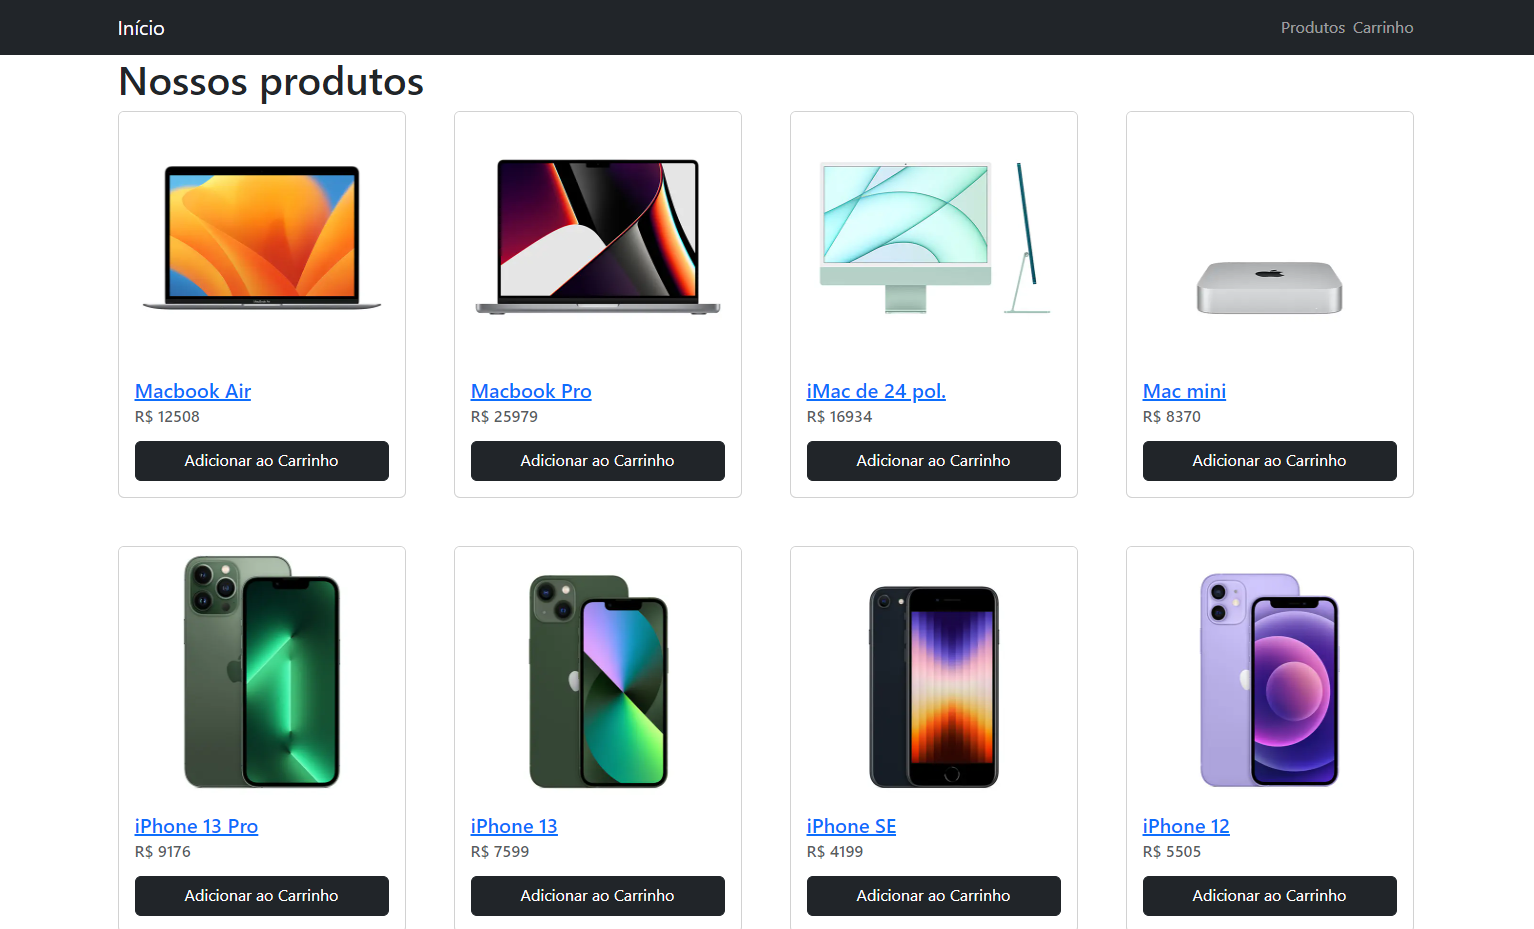 Início
Produtos Carrinho
Nossos produtos
Macbook Air
R$ 12508
Adicionar ao Carrinho
Macbook Pro
R$ 25979
Adicionar ao Carrinho
iMac de 24 pol.
R$ 16934
Adicionar ao Carrinho
Mac mini
R$ 8370
Adicionar ao Carrinho
iPhone 13 Pro
R$ 9176
Adicionar ao Carrinho
iPhone 13
R$ 7599
Adicionar ao Carrinho
iPhone SE
R$ 4199
Adicionar ao Carrinho
iPhone 12
R$ 5505
Adicionar ao Carrinho